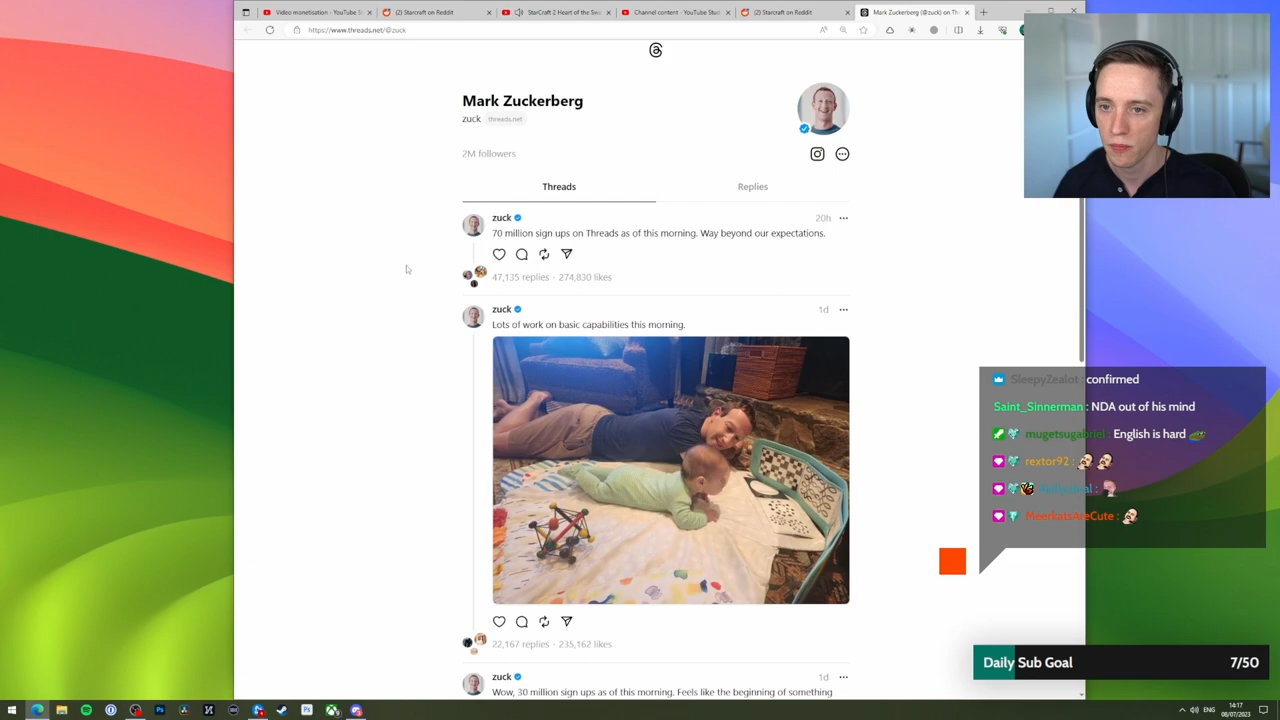 Video monetisation - YouTube S
(2) Starcraft on Reddit
StarCraft 2 Heart of the Swa
Channel content - YouTube Stud
(2) Starcraft on Reddit
Mark Zuckerberg (@zuck) on Th
https://www.threads.net/@zuck
Mark Zuckerberg
zuck threads.net
2M followers
Threads
Replies
zuck
20h
70 million sign ups on Threads as of this morning. Way beyond our expectations.
47,135 replies · 274,830 likes
zuck
1d
Lots of work on basic capabilities this morning.
22,167 replies · 235,162 likes
zuck
1d
Wow, 30 million sign ups as of this morning. Feels like the beginning of something
SleepyZealot : confirmed
Saint_Sinnerman : NDA out of his mind
mugetsugabriel : English is hard
rextor92 :
MeerkatsAreCute :
Daily Sub Goal
7/50
ENG
14:17
08/07/2023